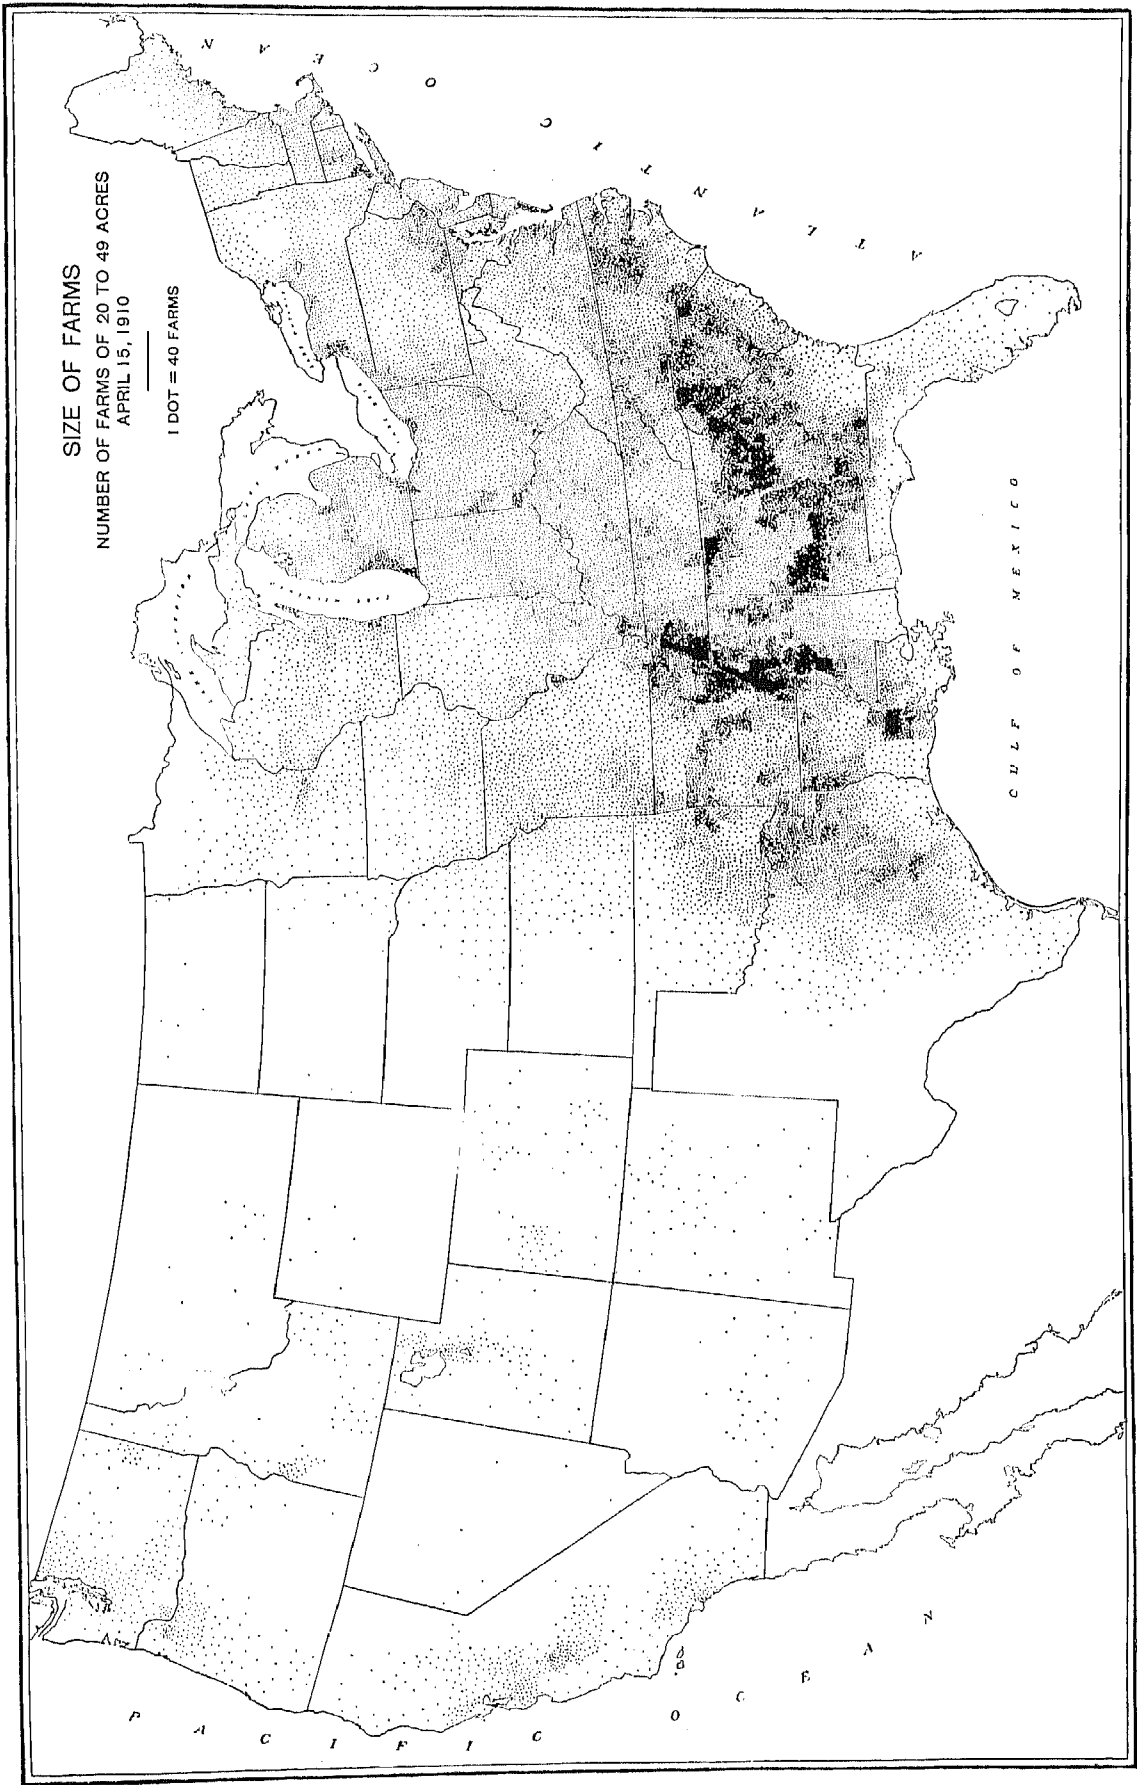 SIZE OF FARMS
NUMBER OF FARMS OF 20 TO 49 ACRES
APRIL 15, 1910
1 DOT = 40 FARMS
PACIFIC OCEAN
ATLANTIC OCEAN
GULF OF MEXICO